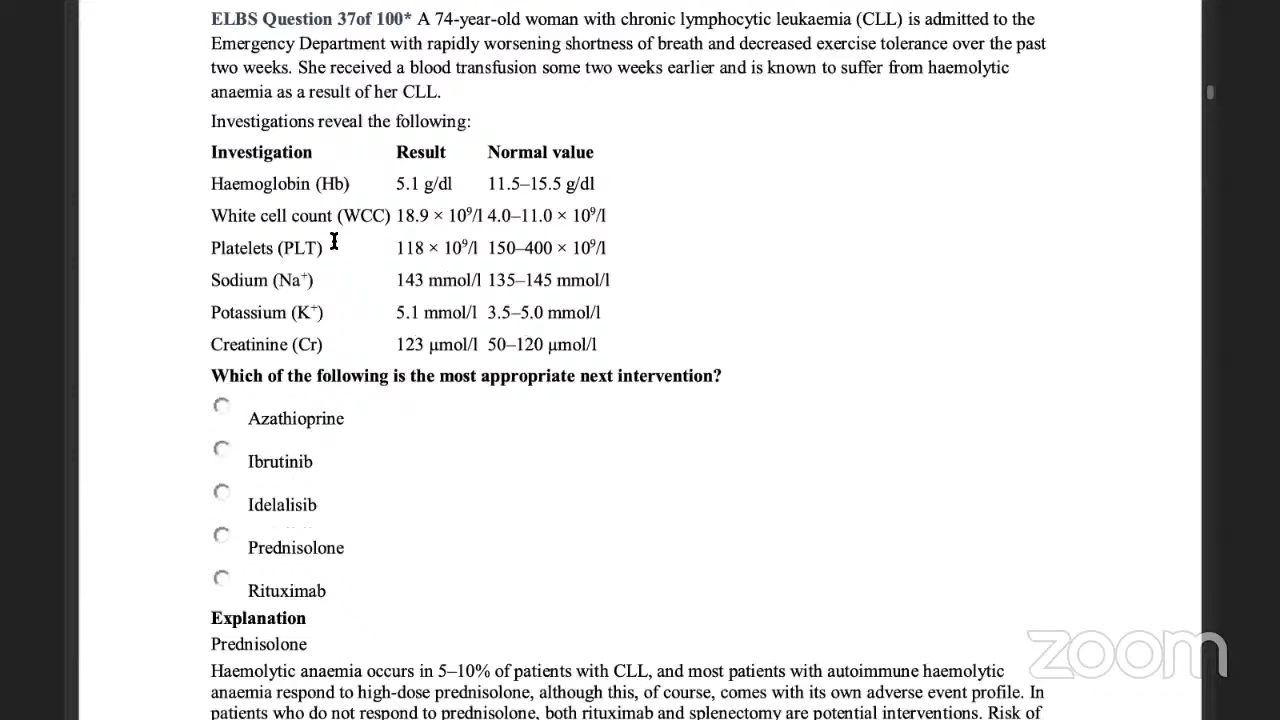 ELBS Question 37of 100* A 74-year-old woman with chronic lymphocytic leukaemia (CLL) is admitted to the
Emergency Department with rapidly worsening shortness of breath and decreased exercise tolerance over the past
two weeks. She received a blood transfusion some two weeks earlier and is known to suffer from haemolytic
anaemia as a result of her CLL.
Investigations reveal the following:
Investigation Result Normal value
Haemoglobin (Hb) 5.1 g/dl 11.5–15.5 g/dl
White cell count (WCC) 18.9 × 10⁹/l 4.0–11.0 × 10⁹/l
Platelets (PLT) 118 × 10⁹/l 150–400 × 10⁹/l
Sodium (Na⁺) 143 mmol/l 135–145 mmol/l
Potassium (K⁺) 5.1 mmol/l 3.5–5.0 mmol/l
Creatinine (Cr) 123 μmol/l 50–120 μmol/l
Which of the following is the most appropriate next intervention?
Azathioprine
Ibrutinib
Idelalisib
Prednisolone
Rituximab
Explanation
Prednisolone
Haemolytic anaemia occurs in 5–10% of patients with CLL, and most patients with autoimmune haemolytic
anaemia respond to high-dose prednisolone, although this, of course, comes with its own adverse event profile. In
patients who do not respond to prednisolone, both rituximab and splenectomy are potential interventions. Risk of
zoom